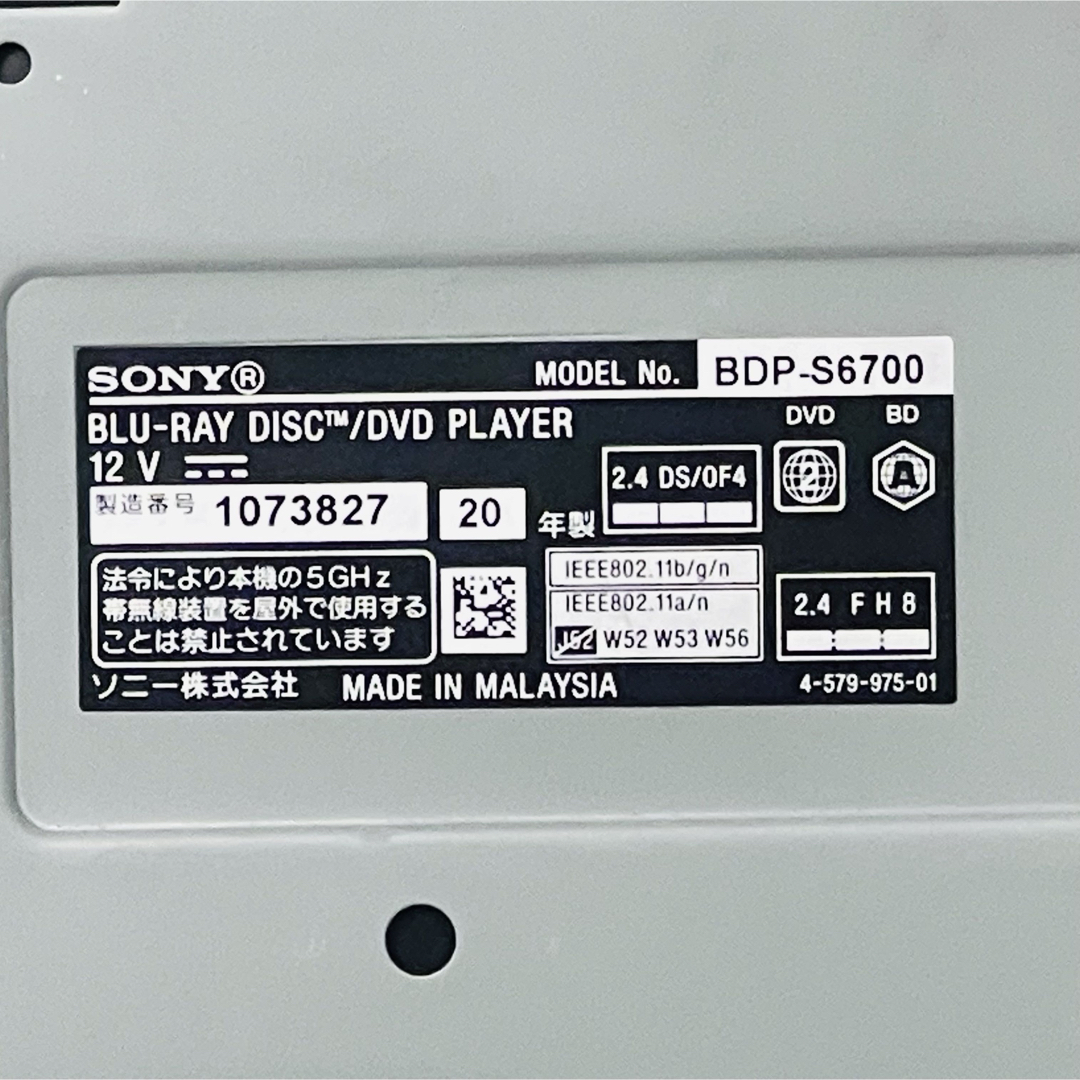 SONY®
MODEL No. BDP-S6700
BLU-RAY DISC™/DVD PLAYER
DVD BD
12 V
2.4 DS/OF4
2 A
製造番号 1073827 20 年製
IEEE802.11b/g/n
IEEE802.11a/n
J52 W52 W53 W56
法令により本機の5GHz
帯無線装置を屋外で使用する
ことは禁止されています
2.4 FH8
ソニー株式会社 MADE IN MALAYSIA
4-579-975-01